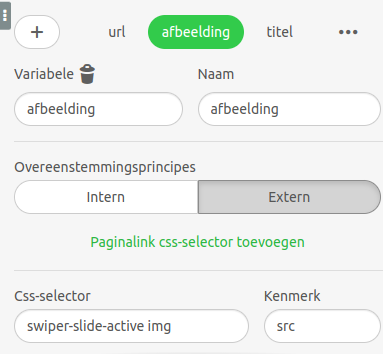 + url afbeelding titel •••
Variabele Naam
afbeelding afbeelding
Overeenstemmingsprincipes
Intern Extern
Paginalink css-selector toevoegen
Css-selector Kenmerk
swiper-slide-active img src